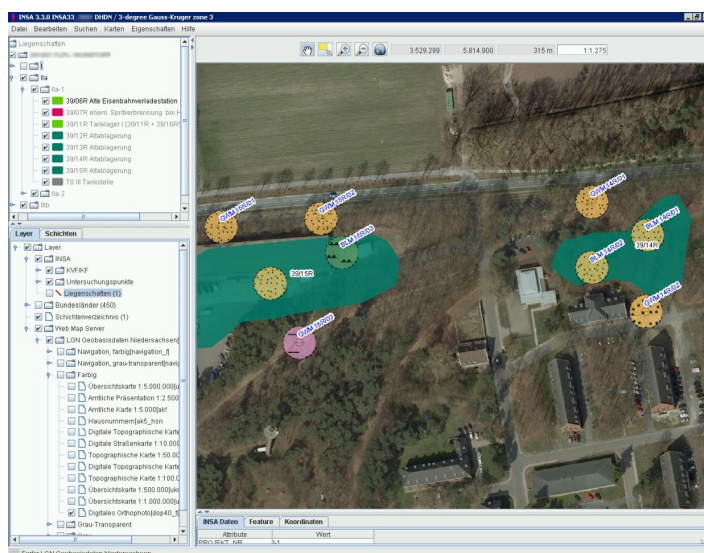 INSA 3.3.0 INSA33 DHDN / 3-degree Gauss-Kruger zone 3
Datei Bearbeiten Suchen Karten Eigenschaften Hilfe
Liegenschaften
3.529.299 5.814.900 315 m 1:1.275
I
IIa
IIa-1
39/06R Alte Eisenbahnverladestation
39/07R ehem. Spritverbrennung bei H
39/11R Tanklager I (39/11R + 39/16R)
39/12R Altablagerung
39/13R Altablagerung
39/14R Altablagerung
39/15R Altablagerung
TS III Tankstelle
IIa-2
IIb
Layer Schichten
Layer
INSA
KVF/KF
Untersuchungspunkte
Liegenschaften (1)
Bundesländer (450)
Schichtenverzeichnis (1)
Web Map Server
LGN Geobasisdaten Niedersachsen[
Navigation, farbig[navigation_f]
Navigation, grau-transparent[navig
Farbig
Übersichtskarte 1:5.000.000[u
Amtliche Präsentation 1:2.500
Amtliche Karte 1:5.000[ak!
Hausnummern[ak5_hsn
Digitale Topographische Karte
Digitale Straßenkarte 1:10.000
Topographische Karte 1:50.00
Digitale Topographische Karte
Topographische Karte 1:100.0
Übersichtskarte 1:500.000[uk
Übersichtskarte 1:1.000.000[u
Digitales Orthophoto[dop40_f]
Grau-Transparent
GWM 15R/01
GWM 15R/02
BLM 15R/03
39/15R
GWM 15R/03
GWM 14R/01
BLM 14R/01
39/14R
BLM 14R/02
GWM 14R/02
INSA Daten Feature Koordinaten
Attribute Wert
PROJEKT_NR